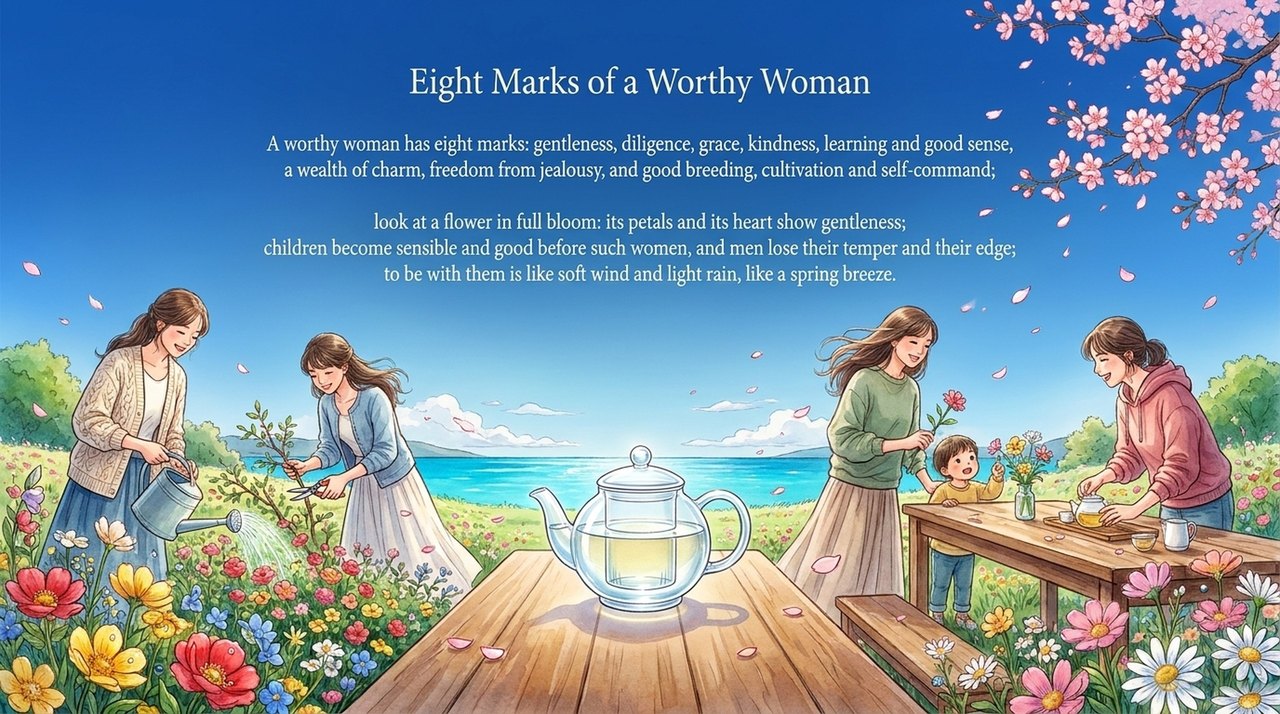 Eight Marks of a Worthy Woman
A worthy woman has eight marks: gentleness, diligence, grace, kindness, learning and good sense,
a wealth of charm, freedom from jealousy, and good breeding, cultivation and self-command;
look at a flower in full bloom: its petals and its heart show gentleness;
children become sensible and good before such women, and men lose their temper and their edge;
to be with them is like soft wind and light rain, like a spring breeze.